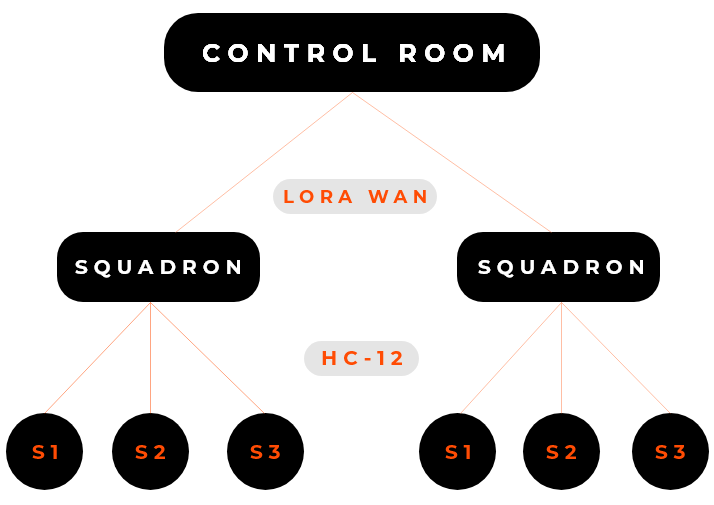 CONTROL ROOM
LORA WAN
SQUADRON
SQUADRON
HC-12
S1
S2
S3
S1
S2
S3